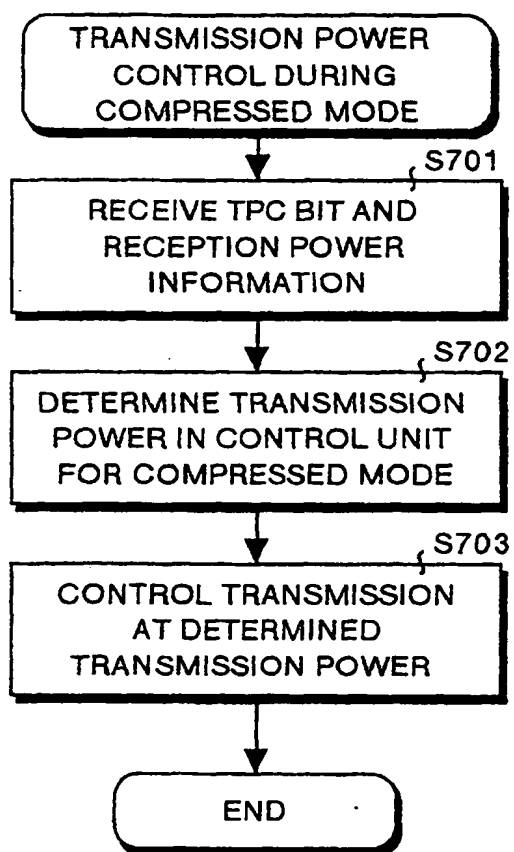 TRANSMISSION POWER
CONTROL DURING
COMPRESSED MODE
S701
RECEIVE TPC BIT AND
RECEPTION POWER
INFORMATION
S702
DETERMINE TRANSMISSION
POWER IN CONTROL UNIT
FOR COMPRESSED MODE
S703
CONTROL TRANSMISSION
AT DETERMINED
TRANSMISSION POWER
END